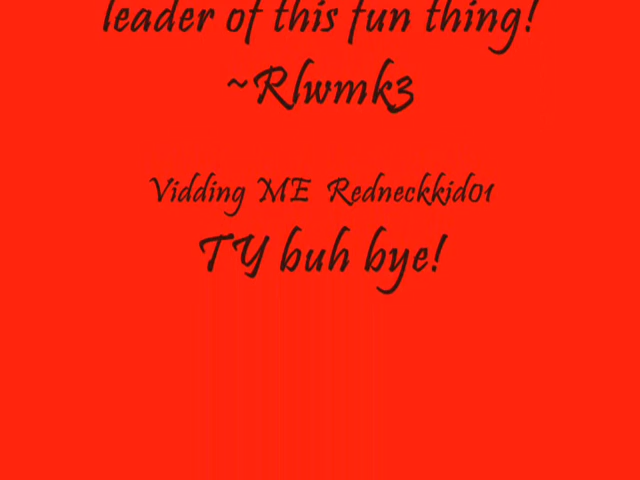 leader of this fun thing!
~Rlwmk3
Vidding ME Redneckkid01
TY buh bye!